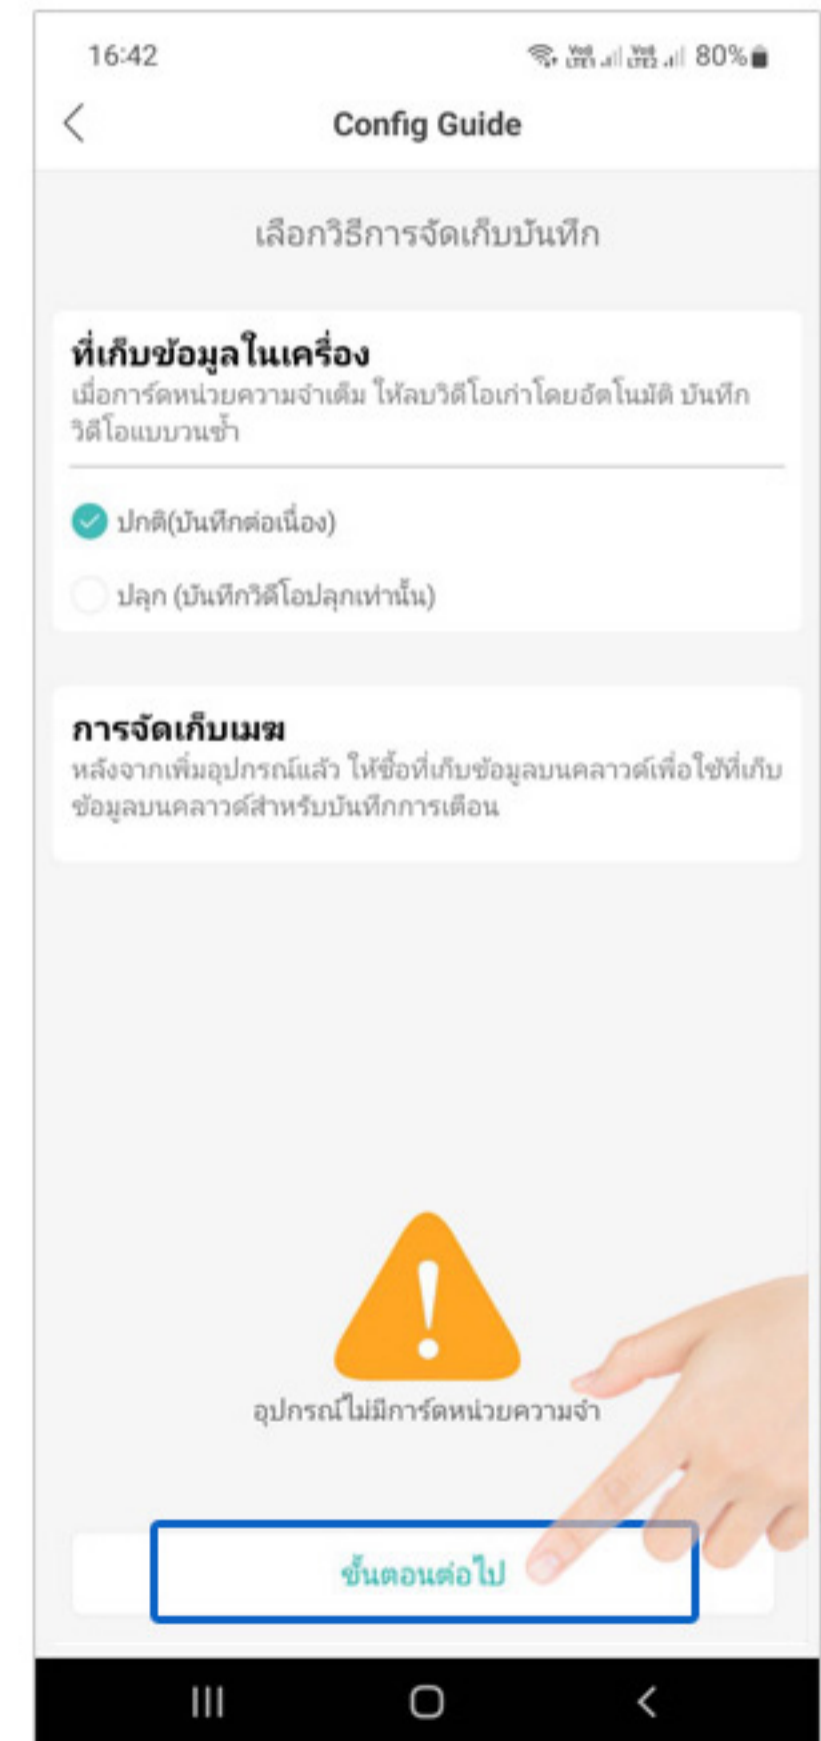 16:42
Vo) LTE1 Vo) LTE2 80%
Config Guide
เลือกวิธีการจัดเก็บบันทึก
ที่เก็บข้อมูลในเครื่อง
เมื่อการ์ดหน่วยความจำเต็ม ให้ลบวิดีโอเก่าโดยอัตโนมัติ บันทึก
วิดีโอแบบวนซ้ำ
ปกติ(บันทึกต่อเนื่อง)
ปลุก (บันทึกวิดีโอปลุกเท่านั้น)
การจัดเก็บเมฆ
หลังจากเพิ่มอุปกรณ์แล้ว ให้ซื้อที่เก็บข้อมูลบนคลาวด์เพื่อใช้ที่เก็บ
ข้อมูลบนคลาวด์สำหรับบันทึกการเตือน
อุปกรณ์ไม่มีการ์ดหน่วยความจำ
ขั้นตอนต่อไป